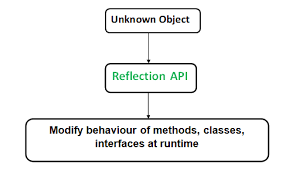 Unknown Object
Reflection API
Modify behaviour of methods, classes,
interfaces at runtime